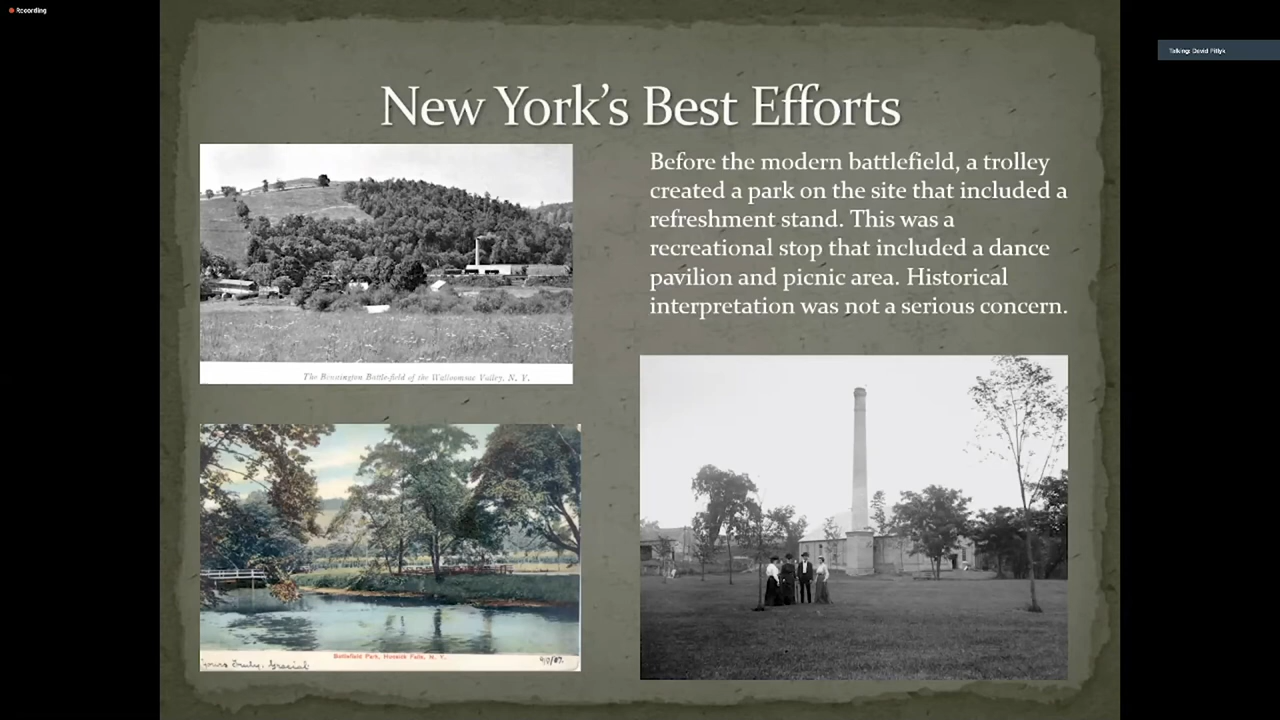 Recording
Talking: David Pitlyk
New York's Best Efforts
Before the modern battlefield, a trolley
created a park on the site that included a
refreshment stand. This was a
recreational stop that included a dance
pavilion and picnic area. Historical
interpretation was not a serious concern.
The Bennington Battlefield of the Walloomsac Valley, N. Y.
Battlefield Park, Hoosick Falls, N. Y.
Yours Truly,